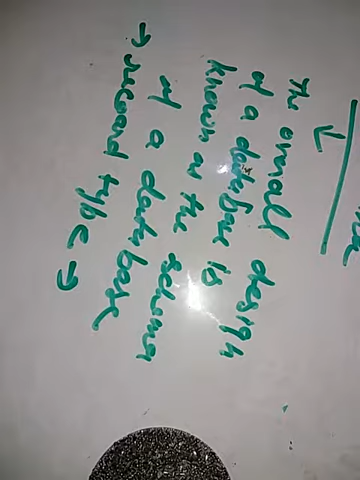 The overall design
of a database is
known as the schema
of a database
→ record type →